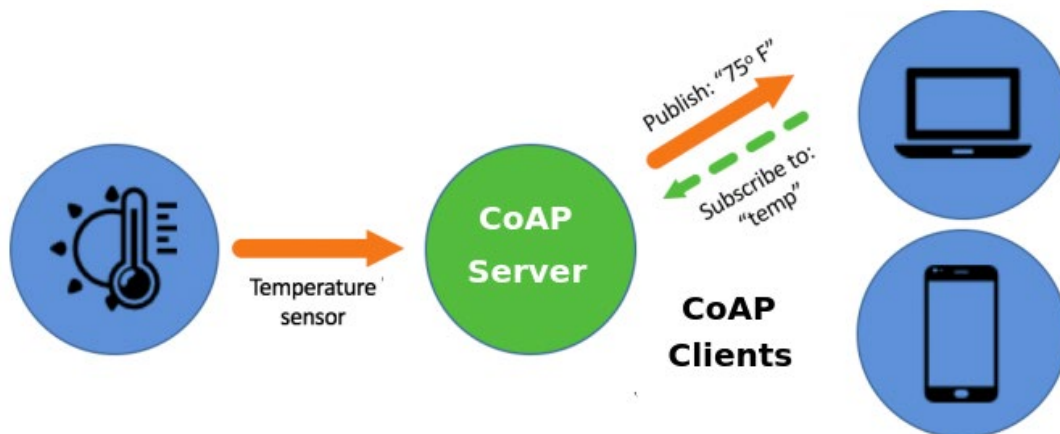 Publish: “75º F”
Subscribe to:
“temp”
CoAP
Server
Temperature
sensor
CoAP
Clients